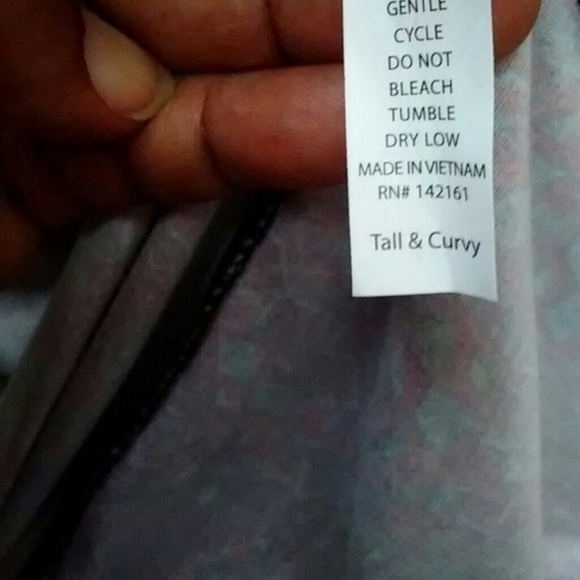 GENTLE
CYCLE
DO NOT
BLEACH
TUMBLE
DRY LOW
MADE IN VIETNAM
RN# 142161
Tall & Curvy